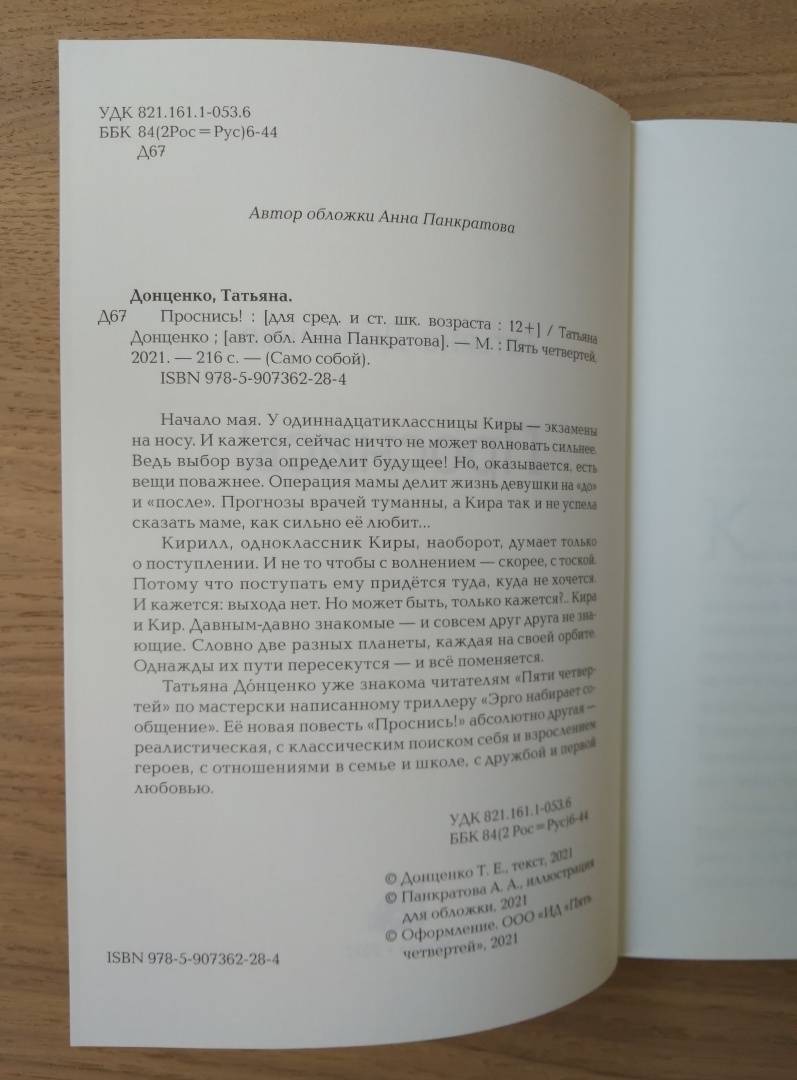 УДК 821.161.1-053.6
ББК 84(2Рос=Рус)6-44
Д67
Автор обложки Анна Панкратова
Донценко, Татьяна.
Д67 Проснись! : [для сред. и ст. шк. возраста : 12+] / Татьяна
Донценко ; [авт. обл. Анна Панкратова]. — М. : Пять четвертей,
2021. — 216 с. — (Само собой).
ISBN 978-5-907362-28-4
Начало мая. У одиннадцатиклассницы Киры — экзамены
на носу. И кажется, сейчас ничто не может волновать сильнее.
Ведь выбор вуза определит будущее! Но, оказывается, есть
вещи поважнее. Операция мамы делит жизнь девушки на «до»
и «после». Прогнозы врачей туманны, а Кира так и не успела
сказать маме, как сильно её любит...
Кирилл, одноклассник Киры, наоборот, думает только
о поступлении. И не то чтобы с волнением — скорее, с тоской.
Потому что поступать ему придётся туда, куда не хочется.
И кажется: выхода нет. Но может быть, только кажется?.. Кира
и Кир. Давным-давно знакомые — и совсем друг друга не зна-
ющие. Словно две разных планеты, каждая на своей орбите.
Однажды их пути пересекутся — и всё поменяется.
Татьяна До́нценко уже знакома читателям «Пяти четвер-
тей» по мастерски написанному триллеру «Эрго набирает со-
общение». Её новая повесть «Проснись!» абсолютно другая —
реалистическая, с классическим поиском себя и взрослением
героев, с отношениями в семье и школе, с дружбой и первой
любовью.
УДК 821.161.1-053.6
ББК 84(2 Рос=Рус)6-44
© Донценко Т. Е., текст, 2021
© Панкратова А. А., иллюстрация
для обложки, 2021
© Оформление. ООО «ИД «Пять
четвертей», 2021
ISBN 978-5-907362-28-4